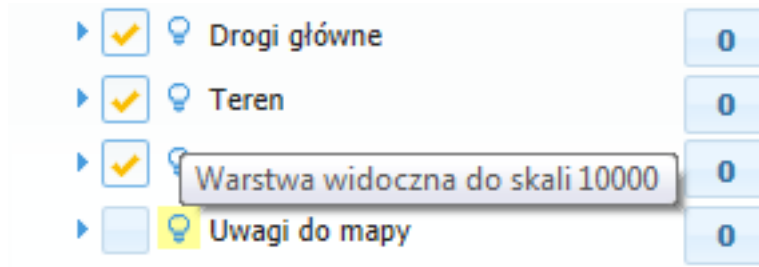 Drogi główne 0
Teren 0
Warstwa widoczna do skali 10000 0
Uwagi do mapy 0